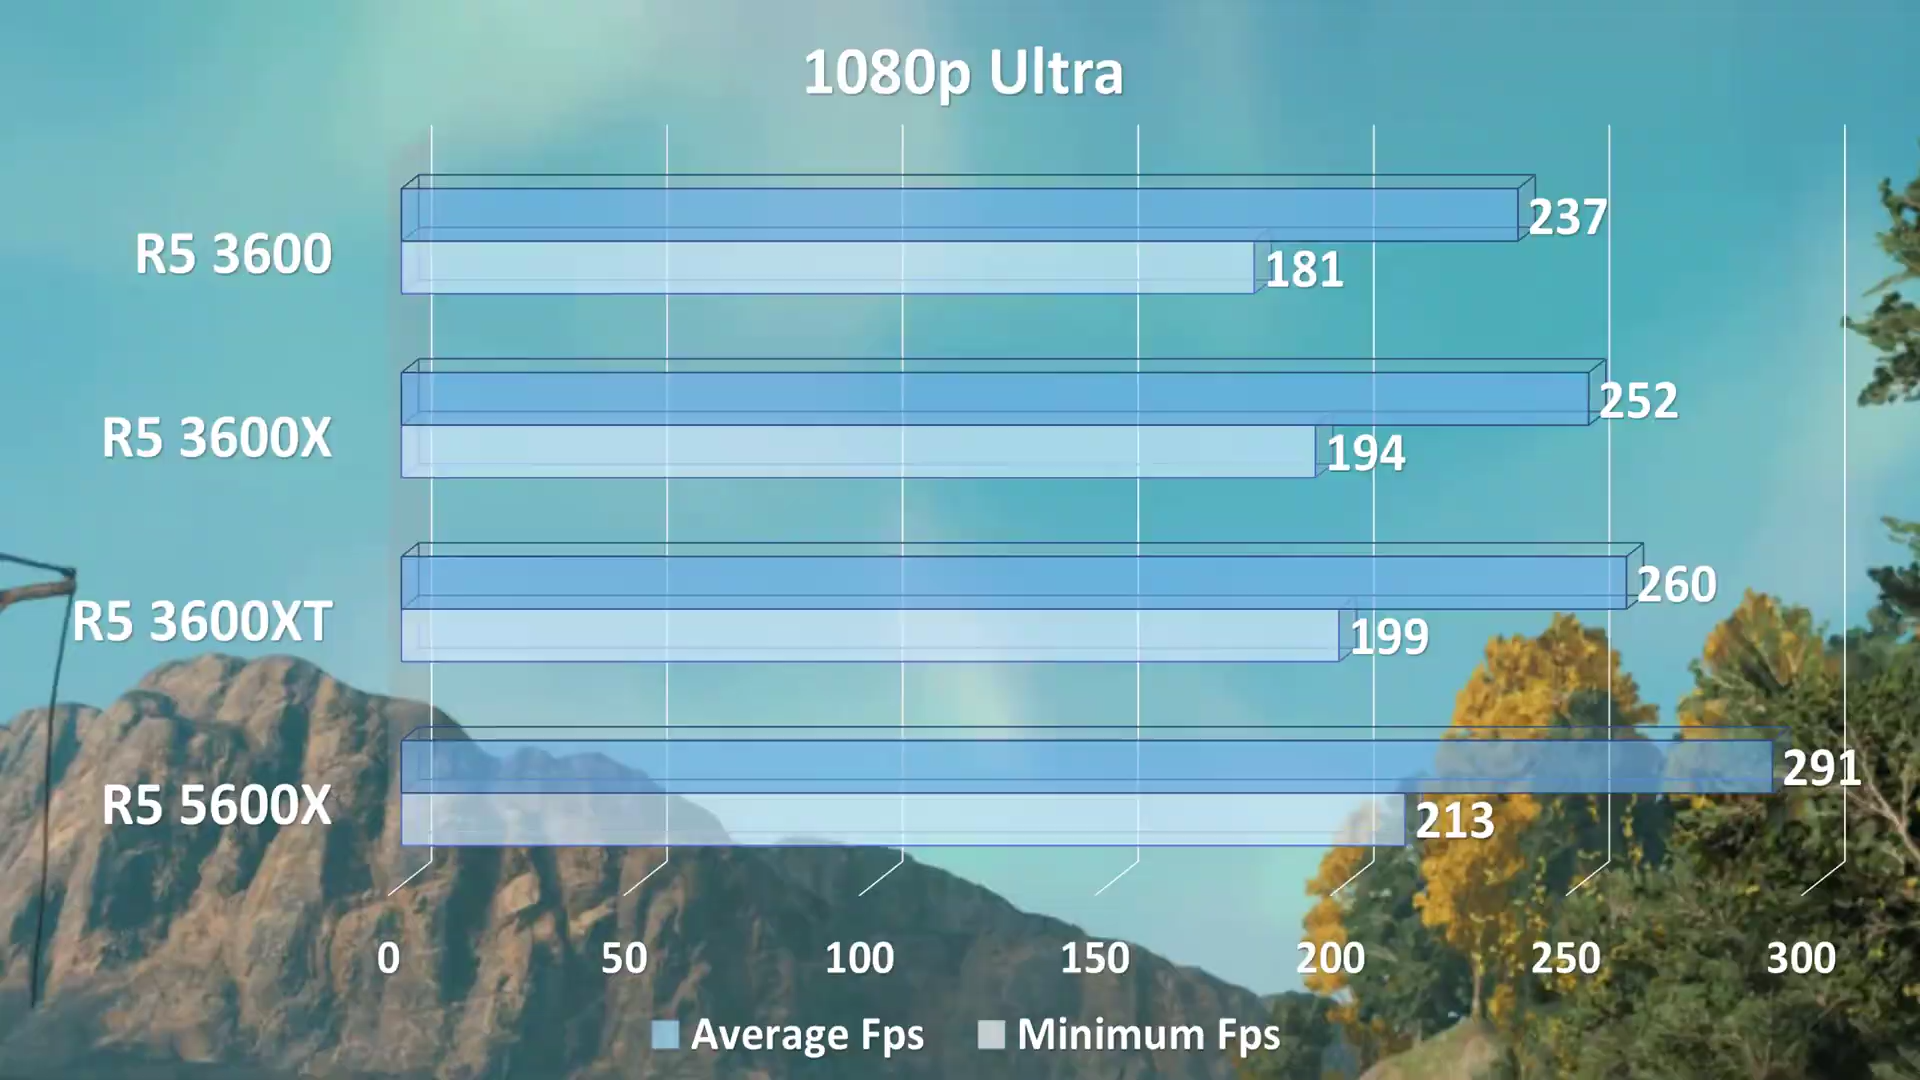 1080p Ultra
R5 3600
237
181
R5 3600X
252
194
R5 3600XT
260
199
R5 5600X
291
213
0 50 100 150 200 250 300
Average Fps Minimum Fps